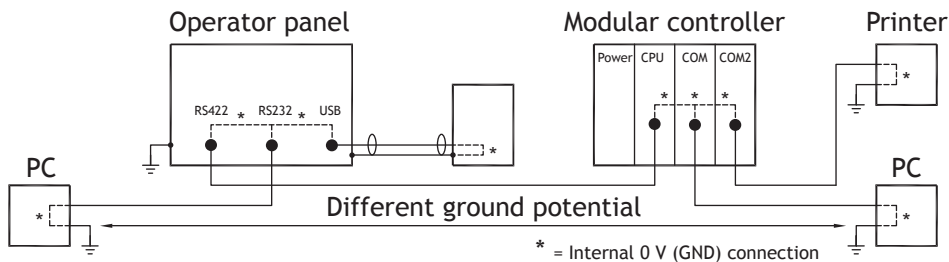 Operator panel
Modular controller
Printer
Power CPU COM COM2
*
* * *
RS422 * RS232 * USB
*
PC
PC
*
*
Different ground potential
* = Internal 0 V (GND) connection